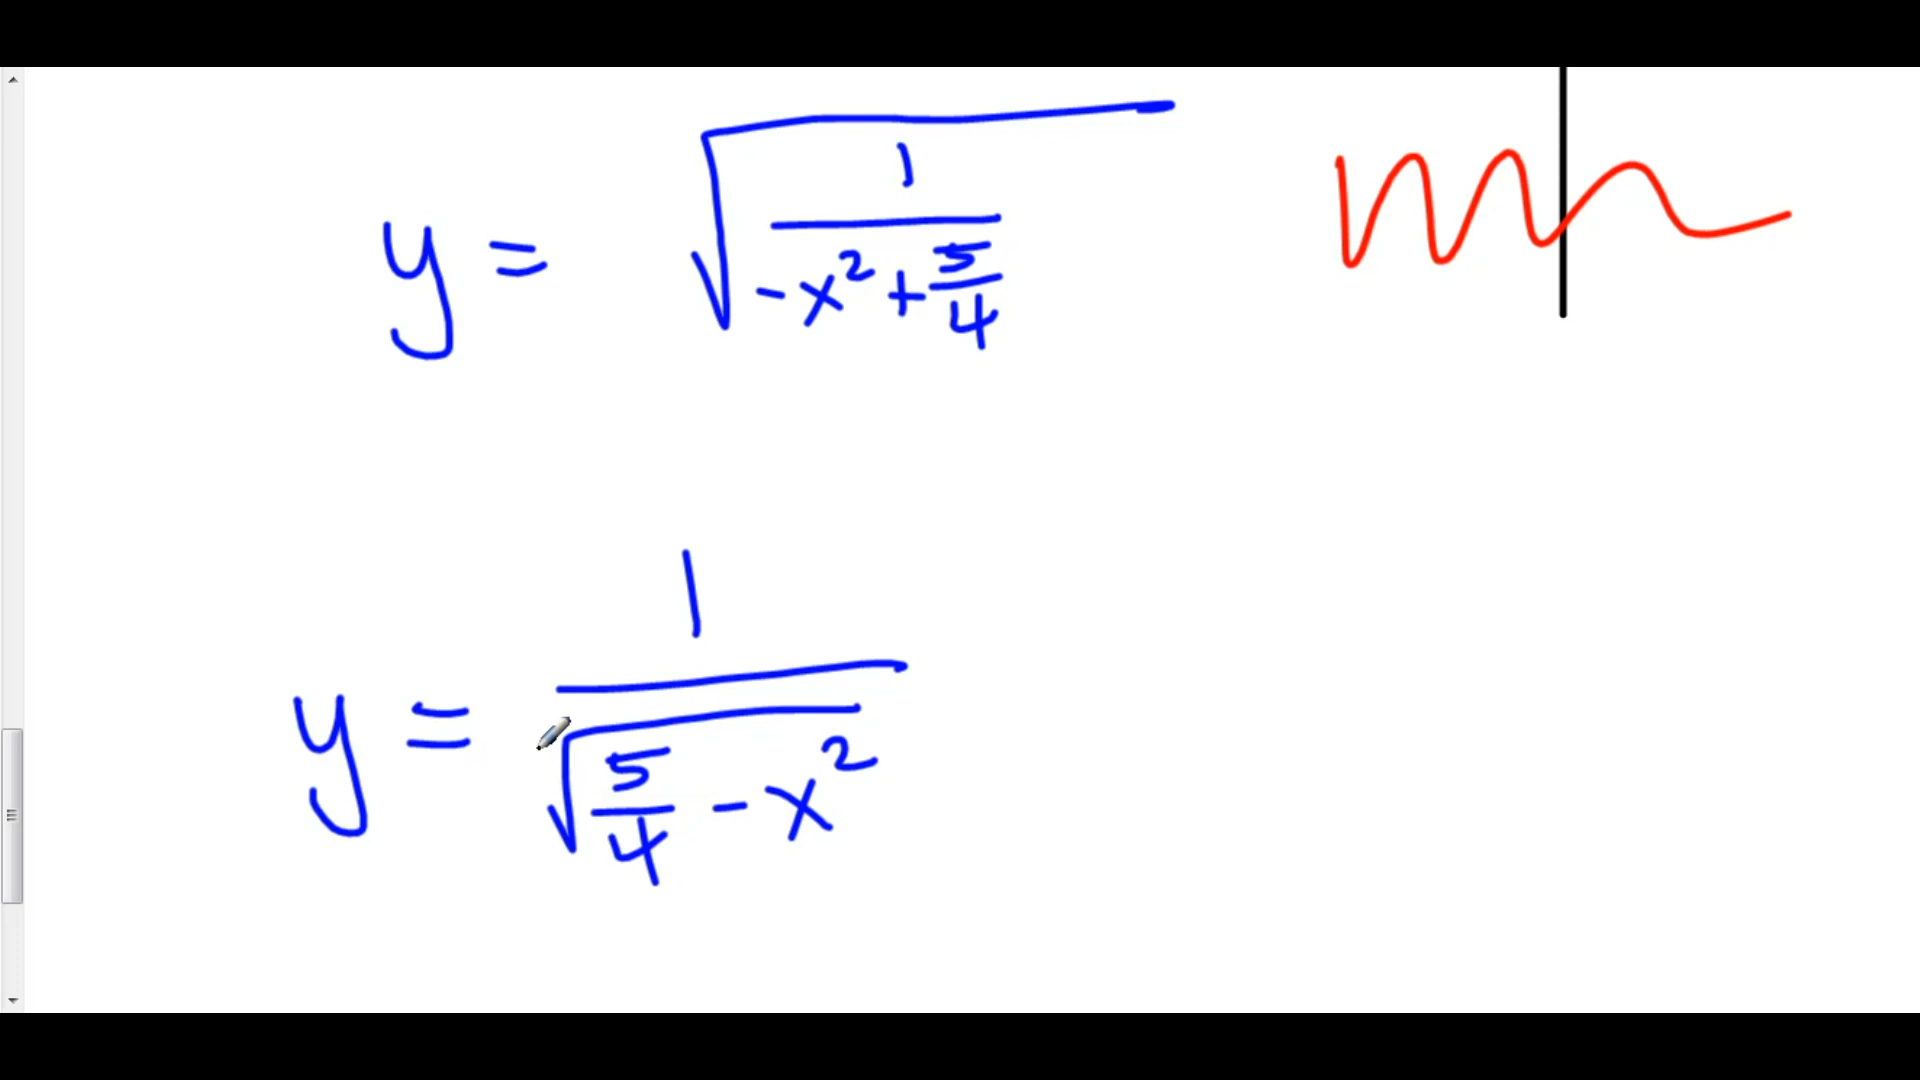 y = √(1/(-x² + 5/4))
y = 1/√(5/4 - x²)